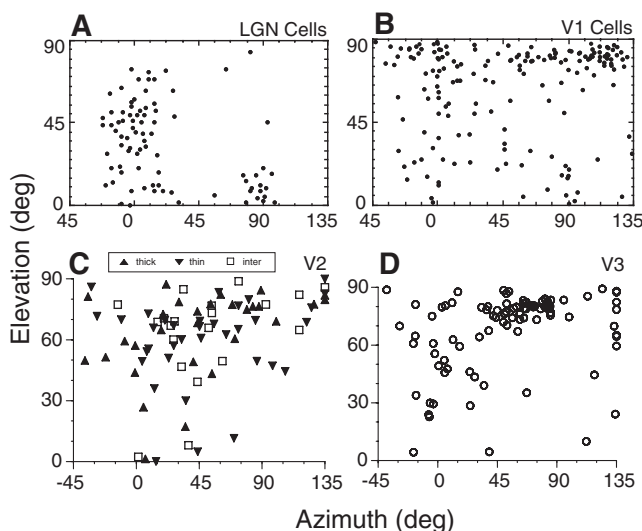 A LGN Cells B V1 Cells
90 90
45 45
0 0
45 0 45 90 135 45 0 45 90 135
C ▲ thick ▼ thin □ inter V2 D V3
90 90
60 60
30 30
0 0
-45 0 45 90 135 -45 0 45 90 135
Elevation (deg)
Azimuth (deg)